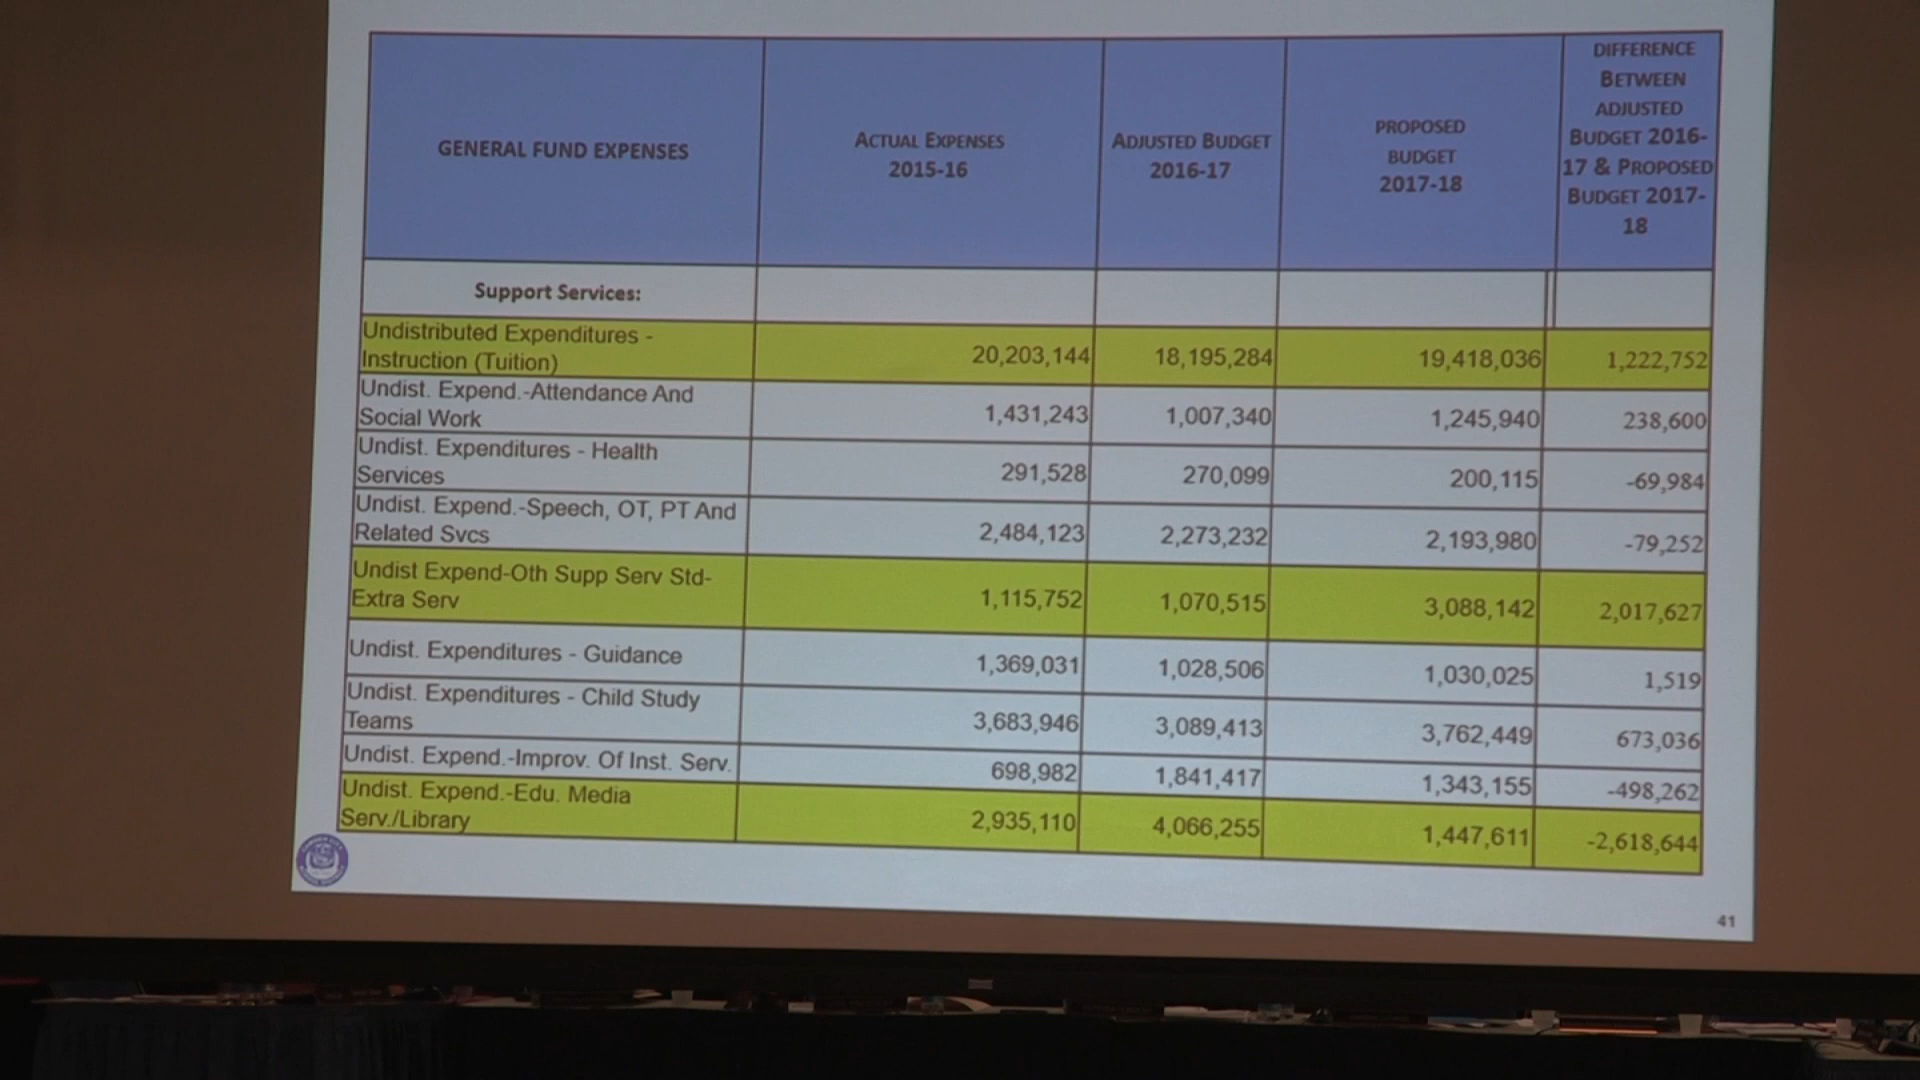 GENERAL FUND EXPENSES
ACTUAL EXPENSES
2015-16
ADJUSTED BUDGET
2016-17
PROPOSED
BUDGET
2017-18
DIFFERENCE
BETWEEN
ADJUSTED
BUDGET 2016-
17 & PROPOSED
BUDGET 2017-
18
Support Services:
Undistributed Expenditures -
Instruction (Tuition)
20,203,144
18,195,284
19,418,036
1,222,752
Undist. Expend.-Attendance And
Social Work
1,431,243
1,007,340
1,245,940
238,600
Undist. Expenditures - Health
Services
291,528
270,099
200,115
-69,984
Undist. Expend.-Speech, OT, PT And
Related Svcs
2,484,123
2,273,232
2,193,980
-79,252
Undist Expend-Oth Supp Serv Std-
Extra Serv
1,115,752
1,070,515
3,088,142
2,017,627
Undist. Expenditures - Guidance
1,369,031
1,028,506
1,030,025
1,519
Undist. Expenditures - Child Study
Teams
3,683,946
3,089,413
3,762,449
673,036
Undist. Expend.-Improv. Of Inst. Serv.
698,982
1,841,417
1,343,155
-498,262
Undist. Expend.-Edu. Media
Serv./Library
2,935,110
4,066,255
1,447,611
-2,618,644
41